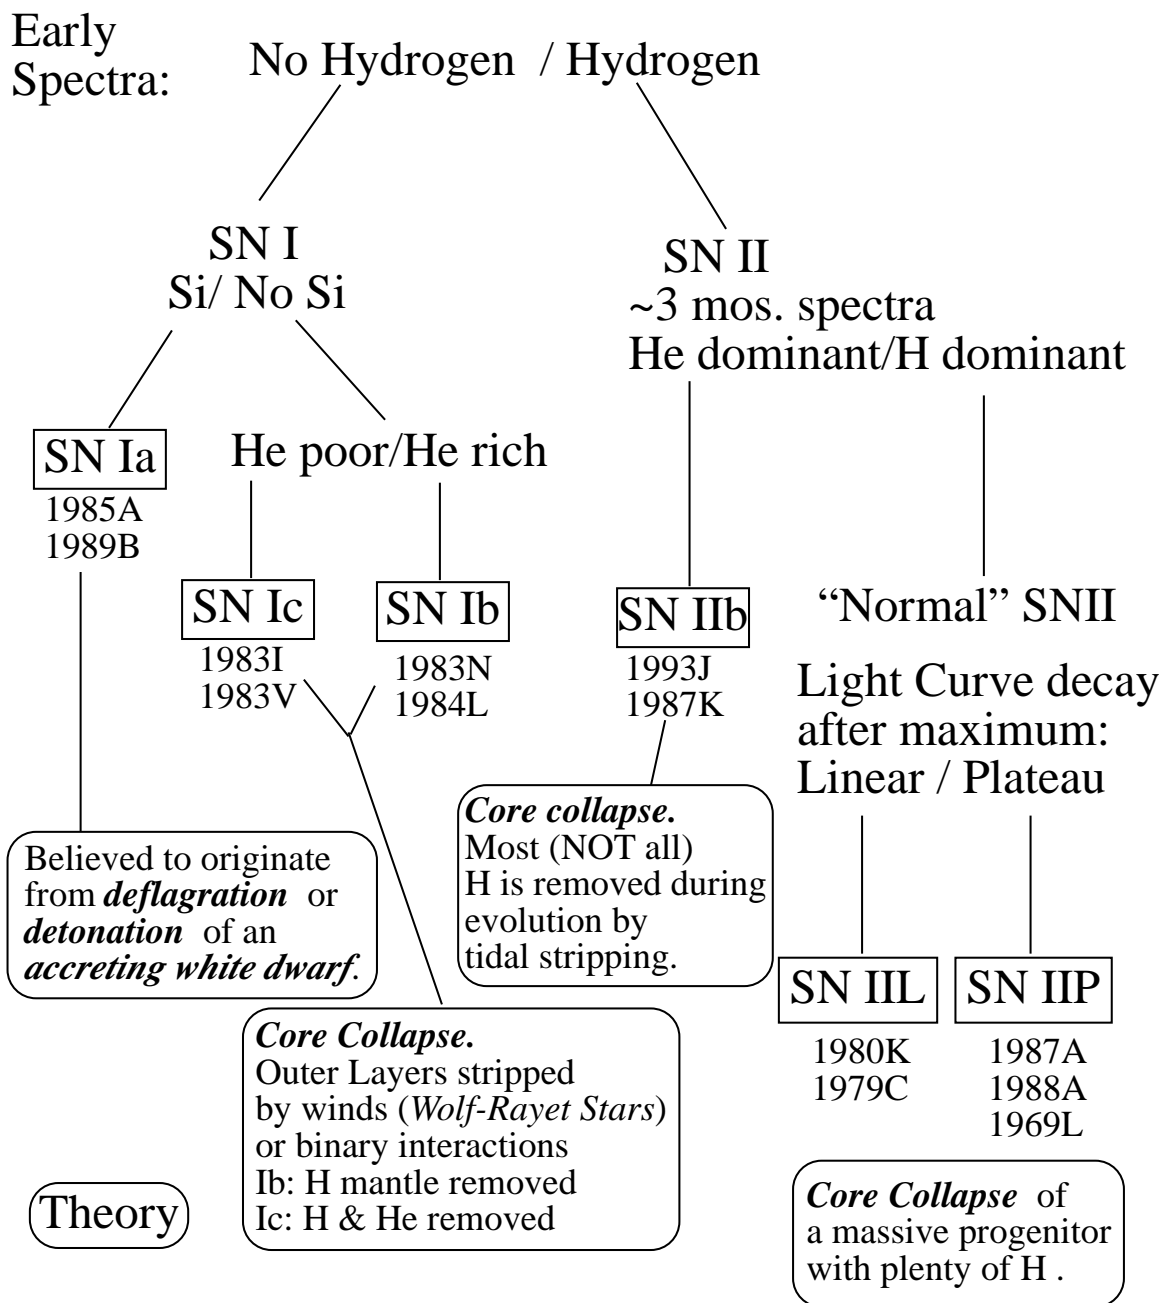 Early
Spectra:
No Hydrogen / Hydrogen
SN I
Si/ No Si
SN II
~3 mos. spectra
He dominant/H dominant
SN Ia
1985A
1989B
He poor/He rich
SN Ic
1983I
1983V
SN Ib
1983N
1984L
SN IIb
1993J
1987K
“Normal” SNII
Light Curve decay
after maximum:
Linear / Plateau
Believed to originate
from deflagration or
detonation of an
accreting white dwarf.
Core collapse.
Most (NOT all)
H is removed during
evolution by
tidal stripping.
Core Collapse.
Outer Layers stripped
by winds (Wolf-Rayet Stars)
or binary interactions
Ib: H mantle removed
Ic: H & He removed
SN IIL
1980K
1979C
SN IIP
1987A
1988A
1969L
Core Collapse of
a massive progenitor
with plenty of H .
Theory